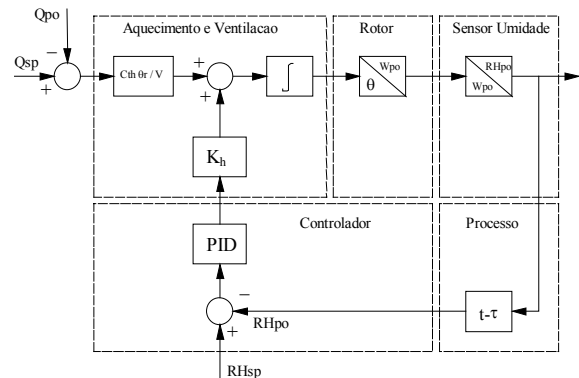 Qpo
Aquecimento e Ventilacao
Rotor
Sensor Umidade
Qsp
−
+
Cth θr / V
+
+
∫
Wpo
θ
RHpo
Wpo
Kh
Controlador
Processo
PID
−
+
RHpo
t-τ
RHsp